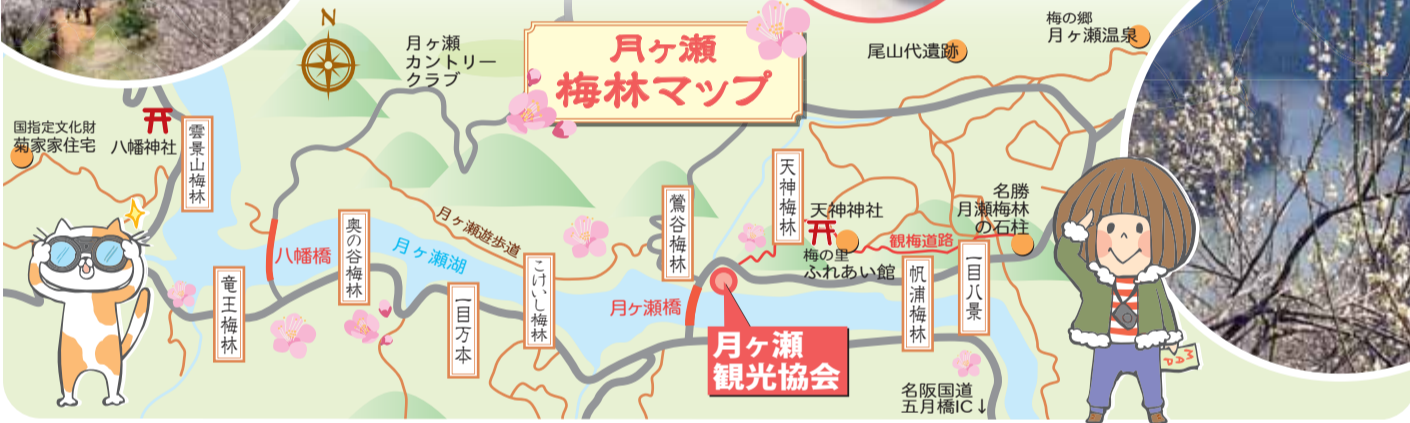 N
月ヶ瀬
カントリー
クラブ
月ヶ瀬
梅林マップ
尾山代遺跡
梅の郷
月ヶ瀬温泉
国指定文化財
菊家家住宅
八幡神社
雲景山梅林
竜王梅林
八幡橋
奥の谷梅林
月ヶ瀬湖
月ヶ瀬遊歩道
一目万本
こけいし梅林
鶯谷梅林
月ヶ瀬橋
天神梅林
天神神社
梅の里
ふれあい館
観梅道路
名勝
月瀬梅林
の石柱
帆浦梅林
一目八景
月ヶ瀬
観光協会
名阪国道
五月橋IC↓
MAP